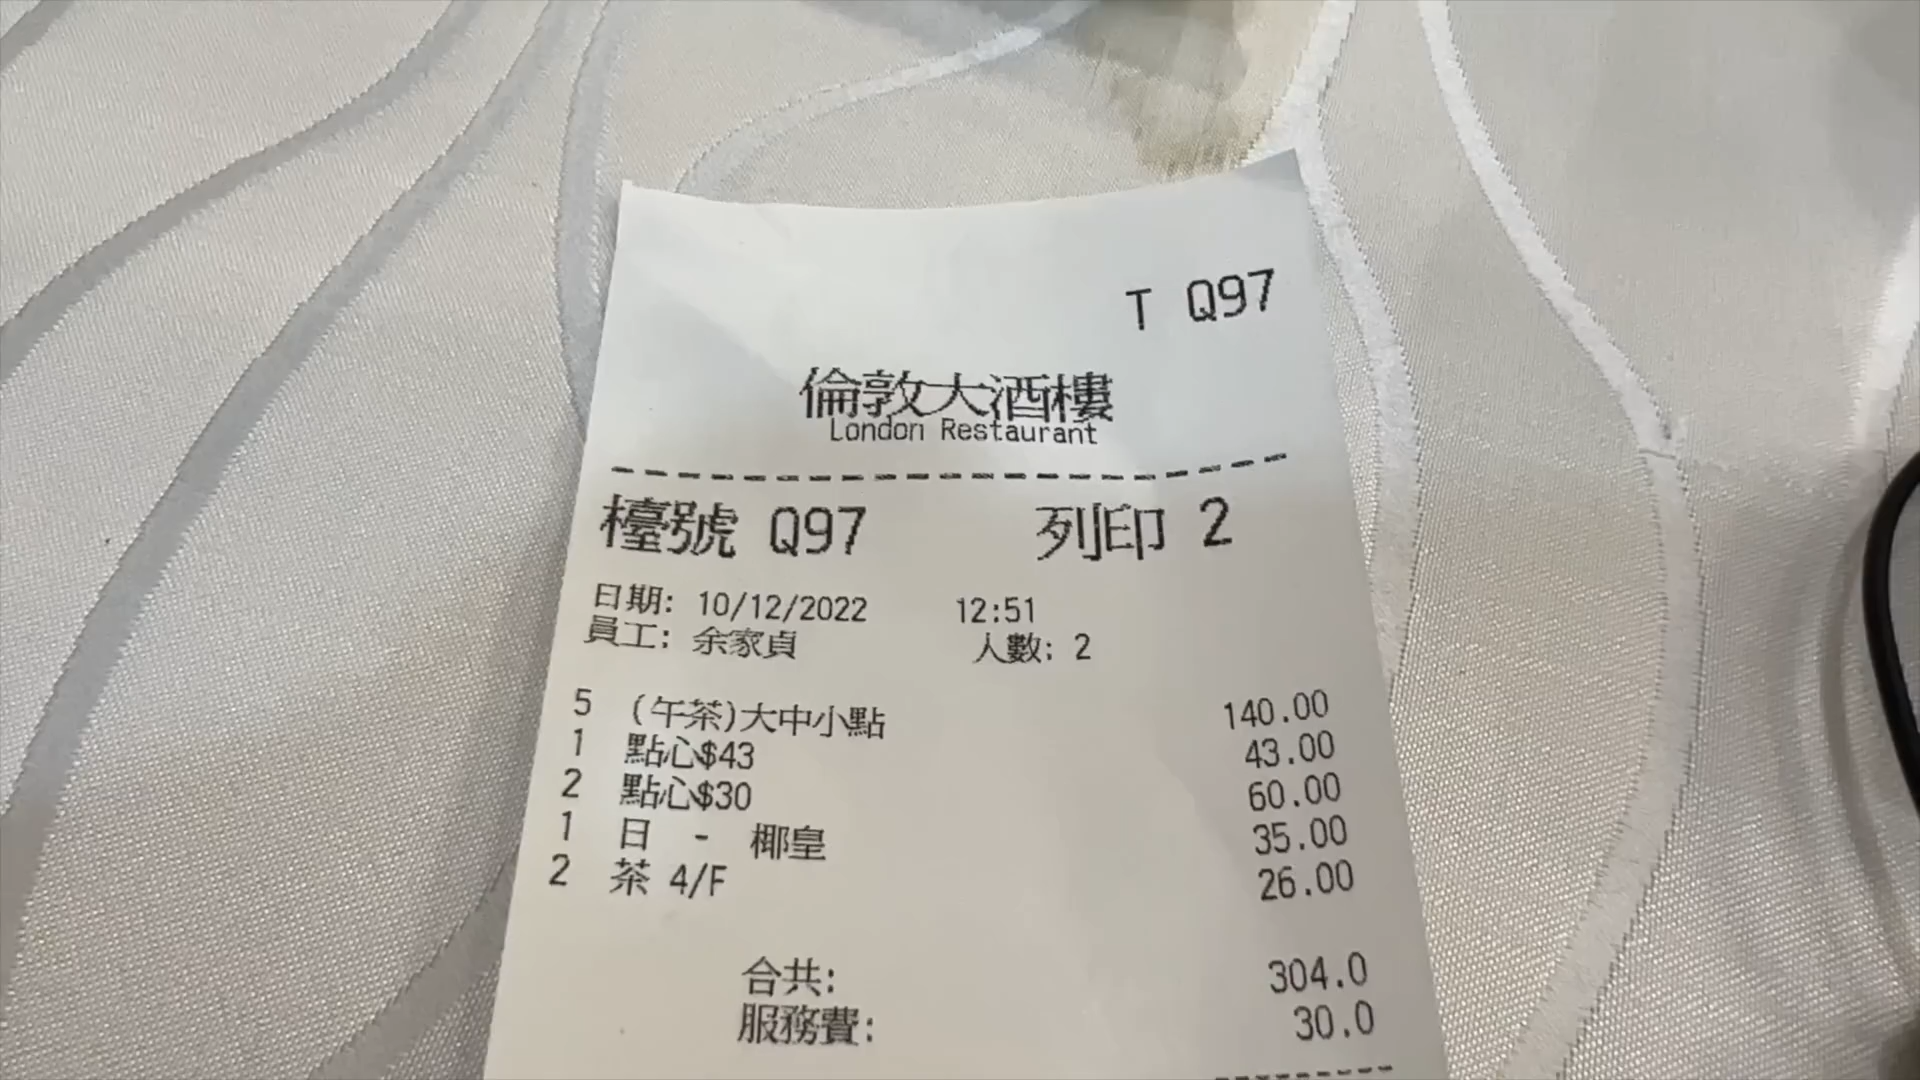 T Q97
倫敦大酒樓
London Restaurant
檯號 Q97 列印 2
日期: 10/12/2022 12:51
員工: 余家貞 人數: 2
5 (午茶)大中小點 140.00
1 點心$43 43.00
2 點心$30 60.00
1 日 - 椰皇 35.00
2 茶 4/F 26.00
合共: 304.0
服務費: 30.0